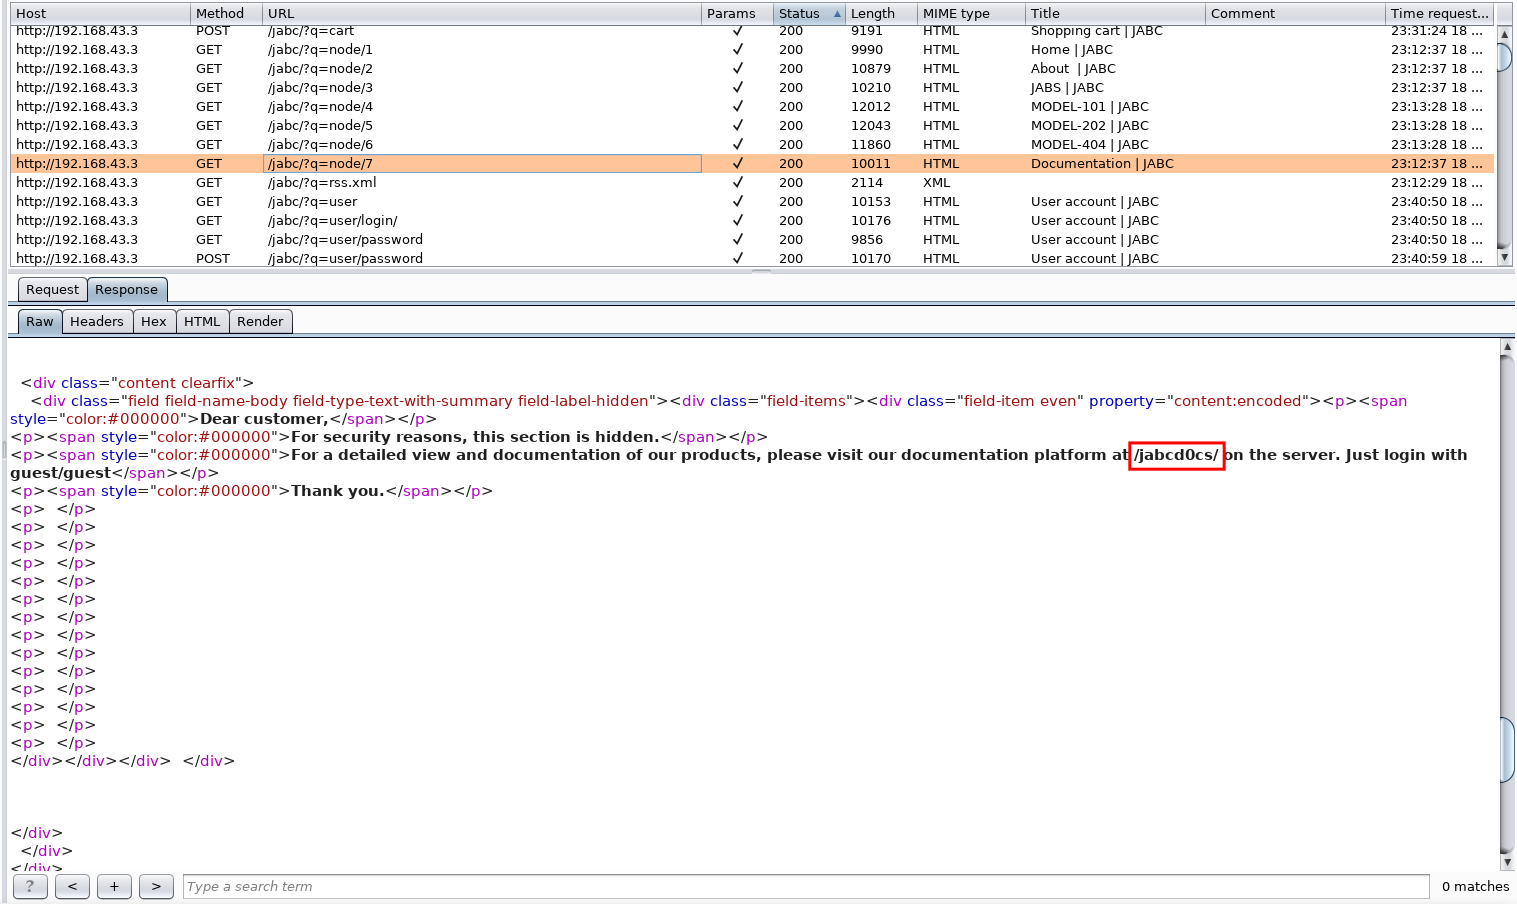 Host Method URL Params Status Length MIME type Title Comment Time request...
http://192.168.43.3 POST /jabc/?q=cart ✓ 200 9191 HTML Shopping cart | JABC 23:31:24 18 ...
http://192.168.43.3 GET /jabc/?q=node/1 ✓ 200 9990 HTML Home | JABC 23:12:37 18 ...
http://192.168.43.3 GET /jabc/?q=node/2 ✓ 200 10879 HTML About  | JABC 23:12:37 18 ...
http://192.168.43.3 GET /jabc/?q=node/3 ✓ 200 10210 HTML JABS | JABC 23:12:37 18 ...
http://192.168.43.3 GET /jabc/?q=node/4 ✓ 200 12012 HTML MODEL-101 | JABC 23:13:28 18 ...
http://192.168.43.3 GET /jabc/?q=node/5 ✓ 200 12043 HTML MODEL-202 | JABC 23:13:28 18 ...
http://192.168.43.3 GET /jabc/?q=node/6 ✓ 200 11860 HTML MODEL-404 | JABC 23:13:28 18 ...
http://192.168.43.3 GET /jabc/?q=node/7 ✓ 200 10011 HTML Documentation | JABC 23:12:37 18 ...
http://192.168.43.3 GET /jabc/?q=rss.xml ✓ 200 2114 XML 23:12:29 18 ...
http://192.168.43.3 GET /jabc/?q=user ✓ 200 10153 HTML User account | JABC 23:40:50 18 ...
http://192.168.43.3 GET /jabc/?q=user/login/ ✓ 200 10176 HTML User account | JABC 23:40:50 18 ...
http://192.168.43.3 GET /jabc/?q=user/password ✓ 200 9856 HTML User account | JABC 23:40:50 18 ...
http://192.168.43.3 POST /jabc/?q=user/password ✓ 200 10170 HTML User account | JABC 23:40:59 18 ...
Request Response
Raw Headers Hex HTML Render
<div class="content clearfix">
<div class="field field-name-body field-type-text-with-summary field-label-hidden"><div class="field-items"><div class="field-item even" property="content:encoded"><p><span
style="color:#000000">Dear customer,</span></p>
<p><span style="color:#000000">For security reasons, this section is hidden.</span></p>
<p><span style="color:#000000">For a detailed view and documentation of our products, please visit our documentation platform at /jabcd0cs/ on the server. Just login with
guest/guest</span></p>
<p><span style="color:#000000">Thank you.</span></p>
<p>  </p>
<p>  </p>
<p>  </p>
<p>  </p>
<p>  </p>
<p>  </p>
<p>  </p>
<p>  </p>
<p>  </p>
<p>  </p>
<p>  </p>
<p>  </p>
<p>  </p>
<p>  </p>
</div></div></div>  </div>
</div>
</div>
</div>
? < + > Type a search term 0 matches